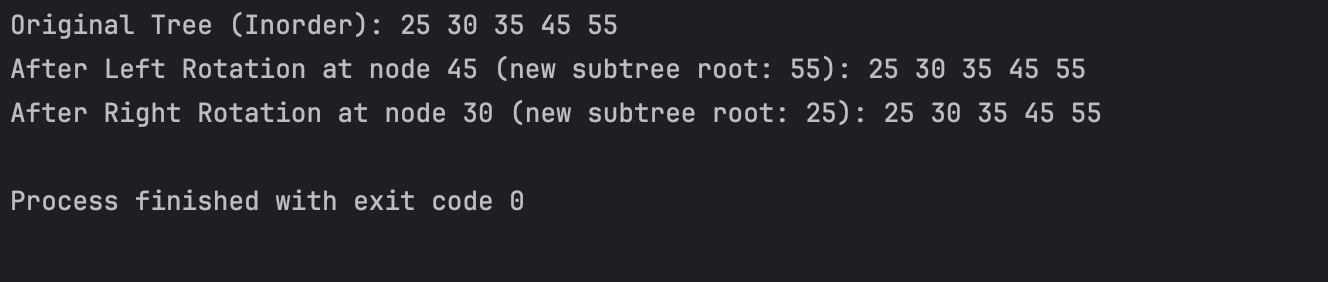 Original Tree (Inorder): 25 30 35 45 55
After Left Rotation at node 45 (new subtree root: 55): 25 30 35 45 55
After Right Rotation at node 30 (new subtree root: 25): 25 30 35 45 55
Process finished with exit code 0